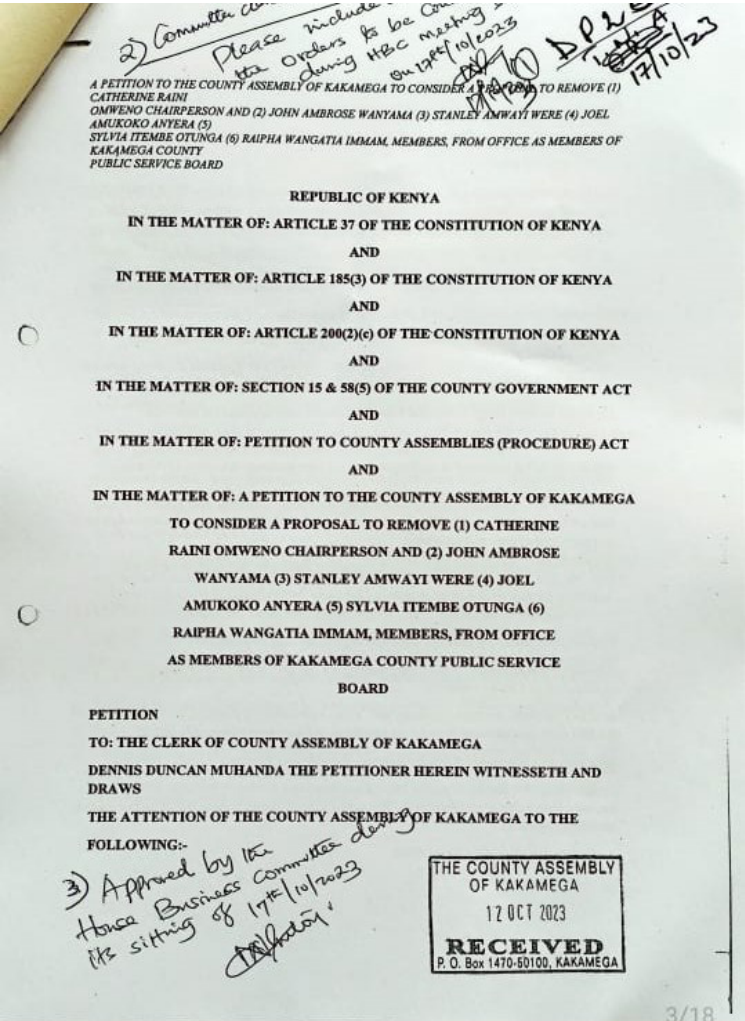 2) Committee
Please include
the Orders to be
during HBC Meeting
on 17th/10/2023
17/10/23
A PETITION TO THE COUNTY ASSEMBLY OF KAKAMEGA TO CONSIDER A PROPOSAL TO REMOVE (1)
CATHERINE RAINI
OMWENO CHAIRPERSON AND (2) JOHN AMBROSE WANYAMA (3) STANLEY AMWAYI WERE (4) JOEL
AMUKOKO ANYERA (5)
SYLVIA ITEMBE OTUNGA (6) RAIPHA WANGATIA IMMAM, MEMBERS, FROM OFFICE AS MEMBERS OF
KAKAMEGA COUNTY
PUBLIC SERVICE BOARD
REPUBLIC OF KENYA
IN THE MATTER OF: ARTICLE 37 OF THE CONSTITUTION OF KENYA
AND
IN THE MATTER OF: ARTICLE 185(3) OF THE CONSTITUTION OF KENYA
AND
IN THE MATTER OF: ARTICLE 200(2)(c) OF THE CONSTITUTION OF KENYA
AND
IN THE MATTER OF: SECTION 15 & 58(5) OF THE COUNTY GOVERNMENT ACT
AND
IN THE MATTER OF: PETITION TO COUNTY ASSEMBLIES (PROCEDURE) ACT
AND
IN THE MATTER OF: A PETITION TO THE COUNTY ASSEMBLY OF KAKAMEGA
TO CONSIDER A PROPOSAL TO REMOVE (1) CATHERINE
RAINI OMWENO CHAIRPERSON AND (2) JOHN AMBROSE
WANYAMA (3) STANLEY AMWAYI WERE (4) JOEL
AMUKOKO ANYERA (5) SYLVIA ITEMBE OTUNGA (6)
RAIPHA WANGATIA IMMAM, MEMBERS, FROM OFFICE
AS MEMBERS OF KAKAMEGA COUNTY PUBLIC SERVICE
BOARD
PETITION
TO: THE CLERK OF COUNTY ASSEMBLY OF KAKAMEGA
DENNIS DUNCAN MUHANDA THE PETITIONER HEREIN WITNESSETH AND
DRAWS
THE ATTENTION OF THE COUNTY ASSEMBLY OF KAKAMEGA TO THE
FOLLOWING:-
3) Approved by the
House Business Committee during
its sitting of 17th/10/2023
THE COUNTY ASSEMBLY
OF KAKAMEGA
12 OCT 2023
RECEIVED
P. O. Box 1470-50100, KAKAMEGA
3/18